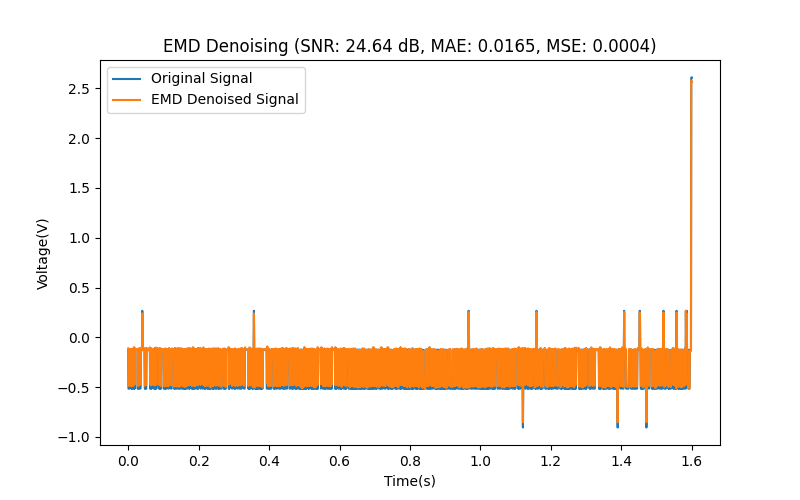 EMD Denoising (SNR: 24.64 dB, MAE: 0.0165, MSE: 0.0004)
Original Signal
EMD Denoised Signal
Voltage(V)
2.5
2.0
1.5
1.0
0.5
0.0
−0.5
−1.0
0.0 0.2 0.4 0.6 0.8 1.0 1.2 1.4 1.6
Time(s)